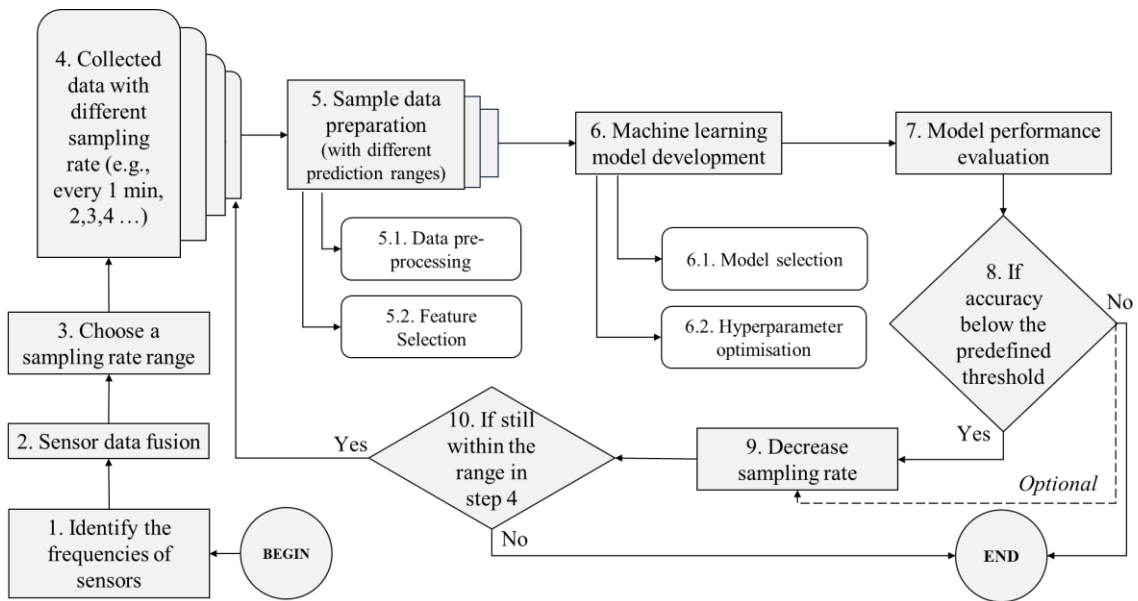 4. Collected
data with
different
sampling
rate (e.g.,
every 1 min,
2,3,4 …)
5. Sample data
preparation
(with different
prediction ranges)
6. Machine learning
model development
7. Model performance
evaluation
5.1. Data pre-
processing
5.2. Feature
Selection
6.1. Model selection
6.2. Hyperparameter
optimisation
8. If
accuracy
below the
predefined
threshold
No
Yes
3. Choose a
sampling rate range
2. Sensor data fusion
1. Identify the
frequencies of
sensors
BEGIN
Yes
10. If still
within the
range in
step 4
No
9. Decrease
sampling rate
Optional
END